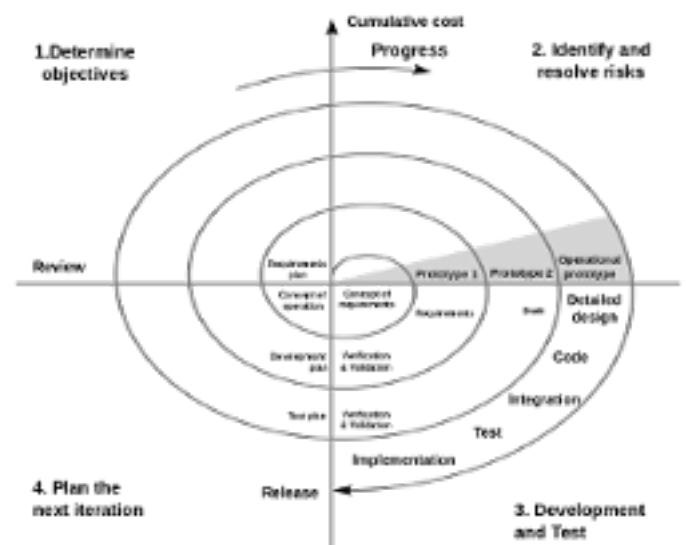 Cumulative cost
Progress
1.Determine
objectives
2. Identify and
resolve risks
Review
Requirements
plan
Prototype 1
Prototype 2
Operational
prototype
Concept of
operation
Concept of
requirements
Requirements
Detailed
design
Development
plan
Verification
& Validation
Code
Test plan
Verification
& Validation
Integration
Test
Implementation
Release
4. Plan the
next iteration
3. Development
and Test